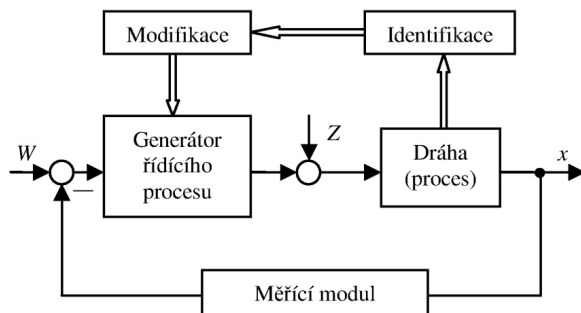 Modifikace
Identifikace
W
Generátor
řídícího
procesu
Z
Dráha
(proces)
x
—
Měřící modul